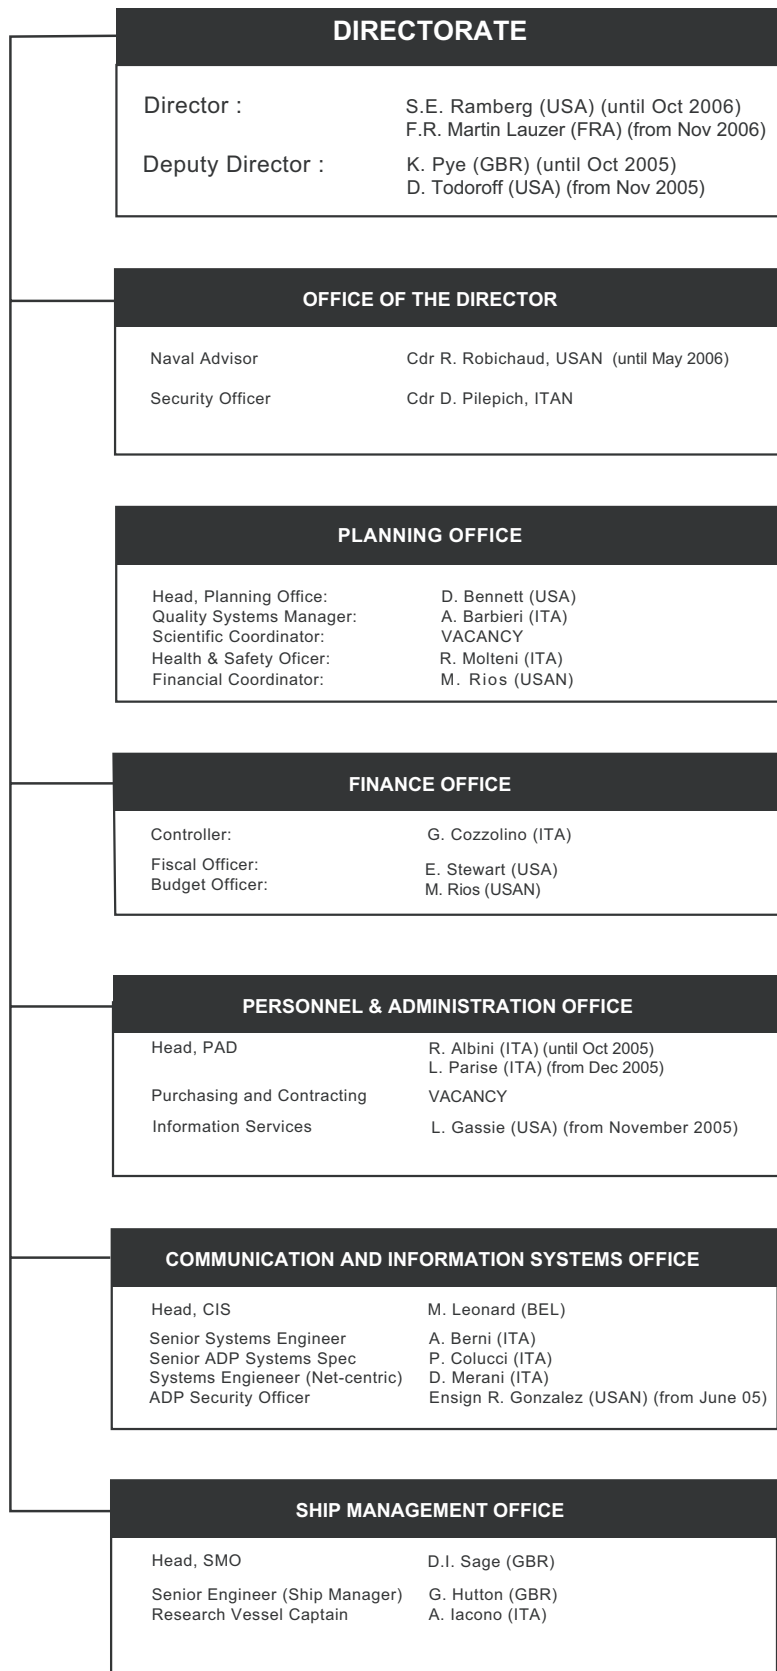 DIRECTORATE
Director : S.E. Ramberg (USA) (until Oct 2006)
F.R. Martin Lauzer (FRA) (from Nov 2006)
Deputy Director : K. Pye (GBR) (until Oct 2005)
D. Todoroff (USA) (from Nov 2005)
OFFICE OF THE DIRECTOR
Naval Advisor Cdr R. Robichaud, USAN (until May 2006)
Security Officer Cdr D. Pilepich, ITAN
PLANNING OFFICE
Head, Planning Office: D. Bennett (USA)
Quality Systems Manager: A. Barbieri (ITA)
Scientific Coordinator: VACANCY
Health & Safety Oficer: R. Molteni (ITA)
Financial Coordinator: M. Rios (USAN)
FINANCE OFFICE
Controller: G. Cozzolino (ITA)
Fiscal Officer: E. Stewart (USA)
Budget Officer: M. Rios (USAN)
PERSONNEL & ADMINISTRATION OFFICE
Head, PAD R. Albini (ITA) (until Oct 2005)
L. Parise (ITA) (from Dec 2005)
Purchasing and Contracting VACANCY
Information Services L. Gassie (USA) (from November 2005)
COMMUNICATION AND INFORMATION SYSTEMS OFFICE
Head, CIS M. Leonard (BEL)
Senior Systems Engineer A. Berni (ITA)
Senior ADP Systems Spec P. Colucci (ITA)
Systems Engieneer (Net-centric) D. Merani (ITA)
ADP Security Officer Ensign R. Gonzalez (USAN) (from June 05)
SHIP MANAGEMENT OFFICE
Head, SMO D.I. Sage (GBR)
Senior Engineer (Ship Manager) G. Hutton (GBR)
Research Vessel Captain A. Iacono (ITA)